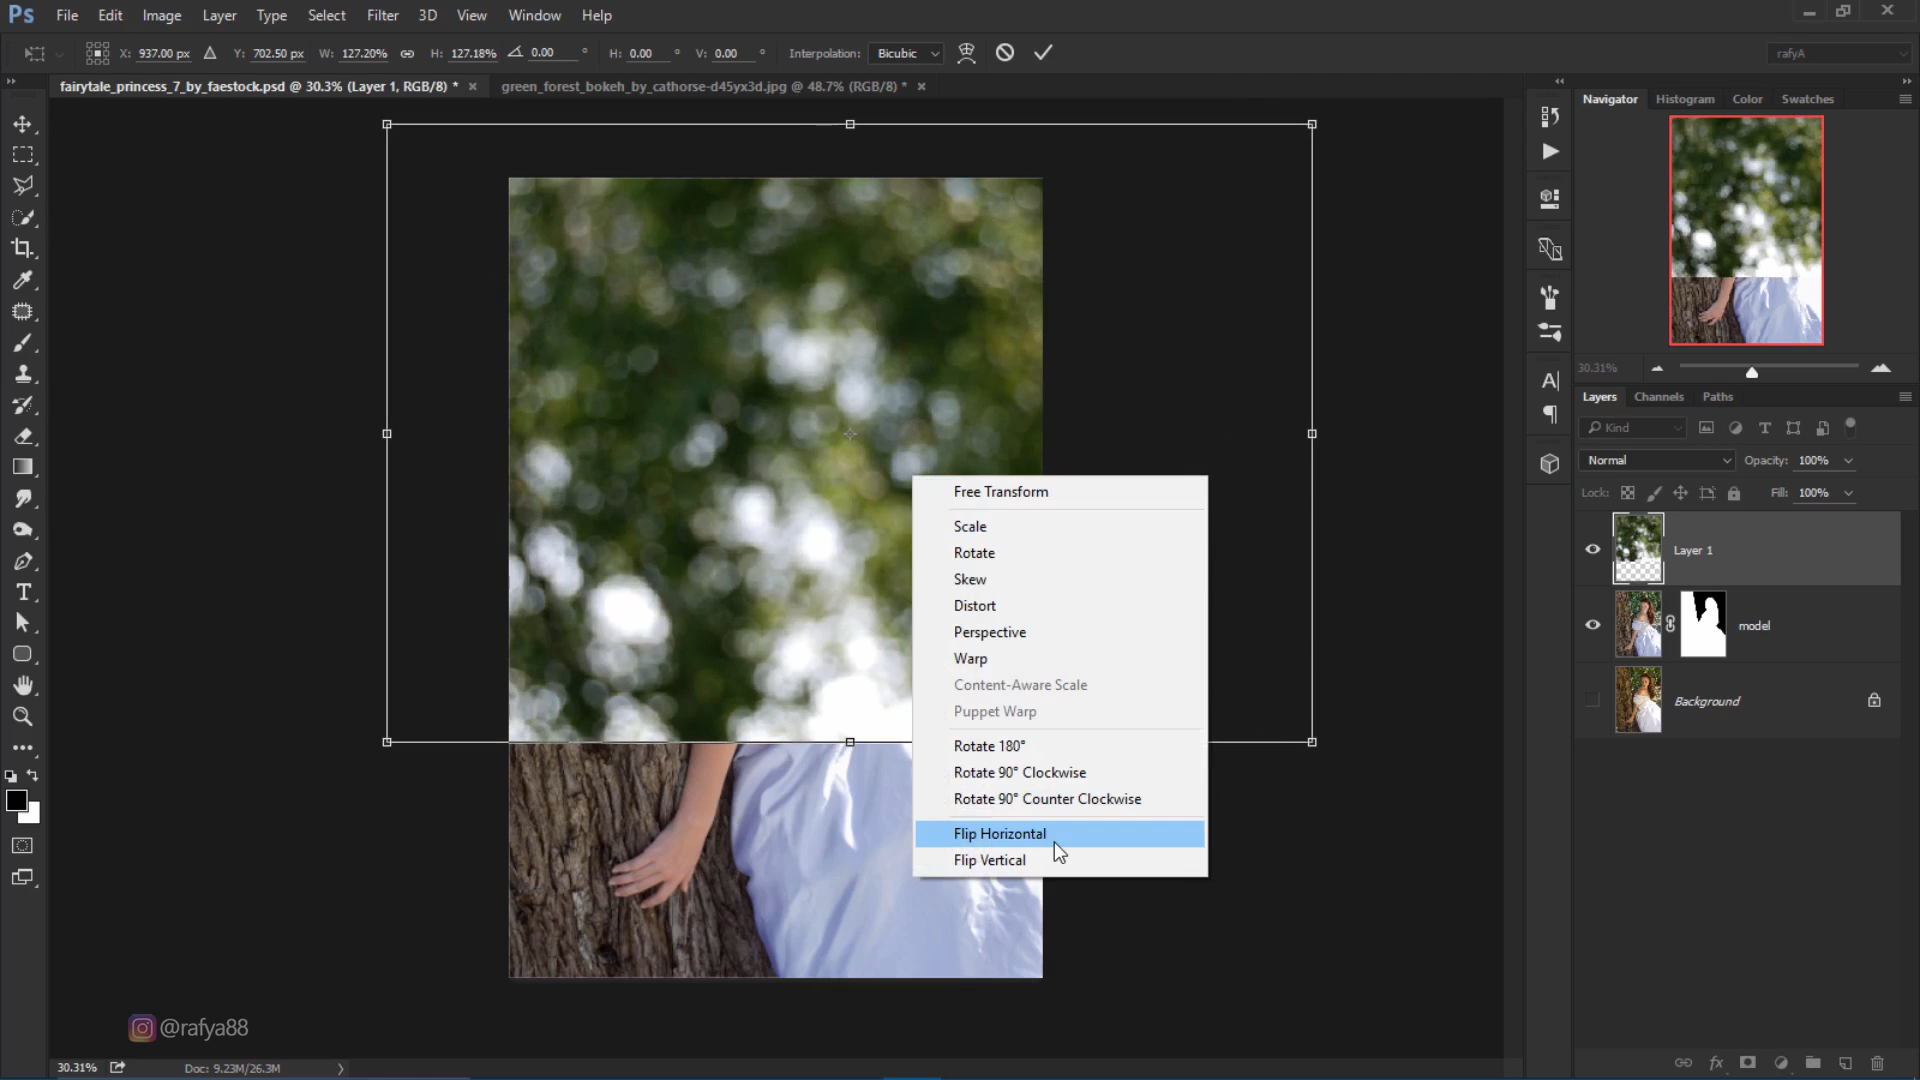 Ps File Edit Image Layer Type Select Filter 3D View Window Help
X: 937.00 px Y: 702.50 px W: 127.20% H: 127.18% 0.00 ° H: 0.00 ° V: 0.00 ° Interpolation: Bicubic rafyA
fairytale_princess_7_by_faestock.psd @ 30.3% (Layer 1, RGB/8) * green_forest_bokeh_by_cathorse-d45yx3d.jpg @ 48.7% (RGB/8) *
Navigator Histogram Color Swatches
30.31%
Layers Channels Paths
Kind
Normal Opacity: 100%
Lock: Fill: 100%
Layer 1
model
Background
Free Transform
Scale
Rotate
Skew
Distort
Perspective
Warp
Content-Aware Scale
Puppet Warp
Rotate 180°
Rotate 90° Clockwise
Rotate 90° Counter Clockwise
Flip Horizontal
Flip Vertical
@rafya88
30.31% Doc: 9.23M/26.3M